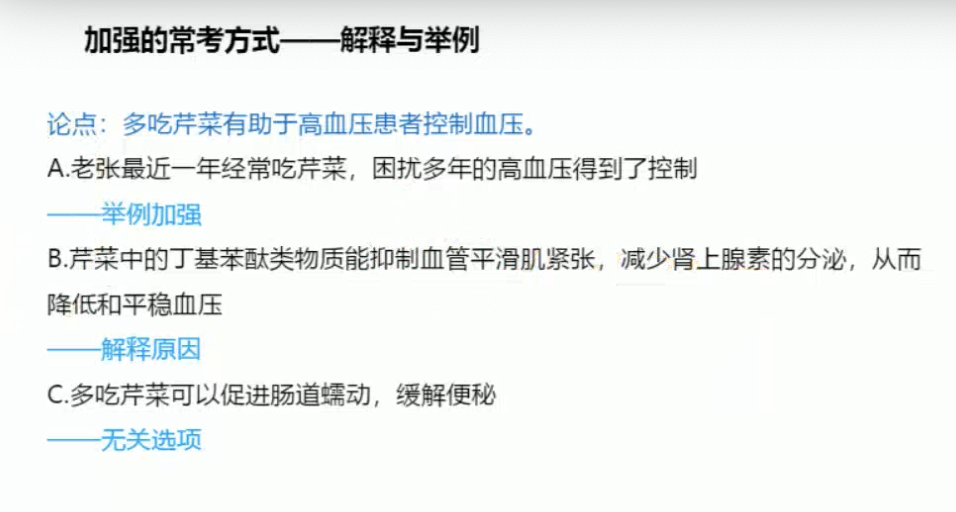 加强的常考方式——解释与举例
论点：多吃芹菜有助于高血压患者控制血压。
A.老张最近一年经常吃芹菜，困扰多年的高血压得到了控制
——举例加强
B.芹菜中的丁基苯酞类物质能抑制血管平滑肌紧张，减少肾上腺素的分泌，从而
降低和平稳血压
——解释原因
C.多吃芹菜可以促进肠道蠕动，缓解便秘
——无关选项